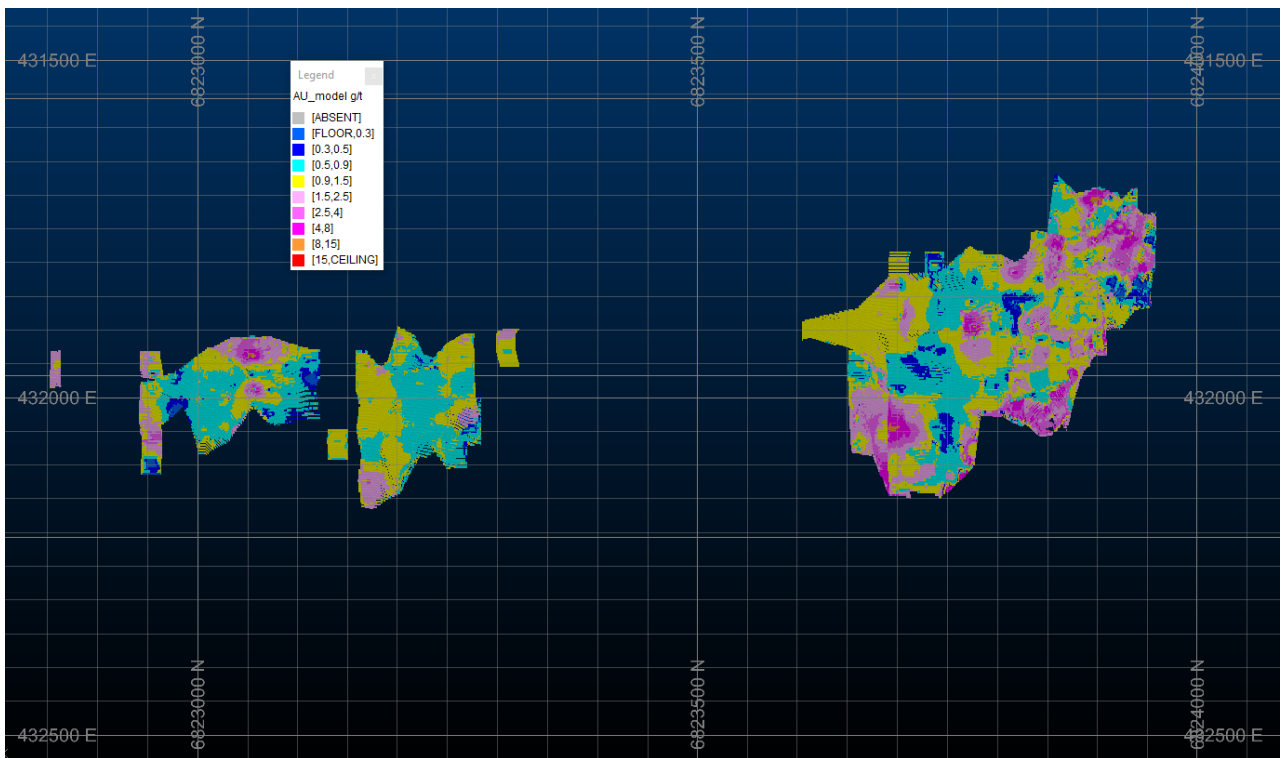 6823000 N
6823500 N
6824000 N
431500 E
431500 E
Legend
x
AU_model g/t
[ABSENT]
[FLOOR,0.3]
[0.3,0.5]
[0.5,0.9]
[0.9,1.5]
[1.5,2.5]
[2.5,4]
[4,8]
[8,15]
[15,CEILING]
432000 E
432000 E
6823000 N
6823500 N
6824000 N
432500 E
432500 E